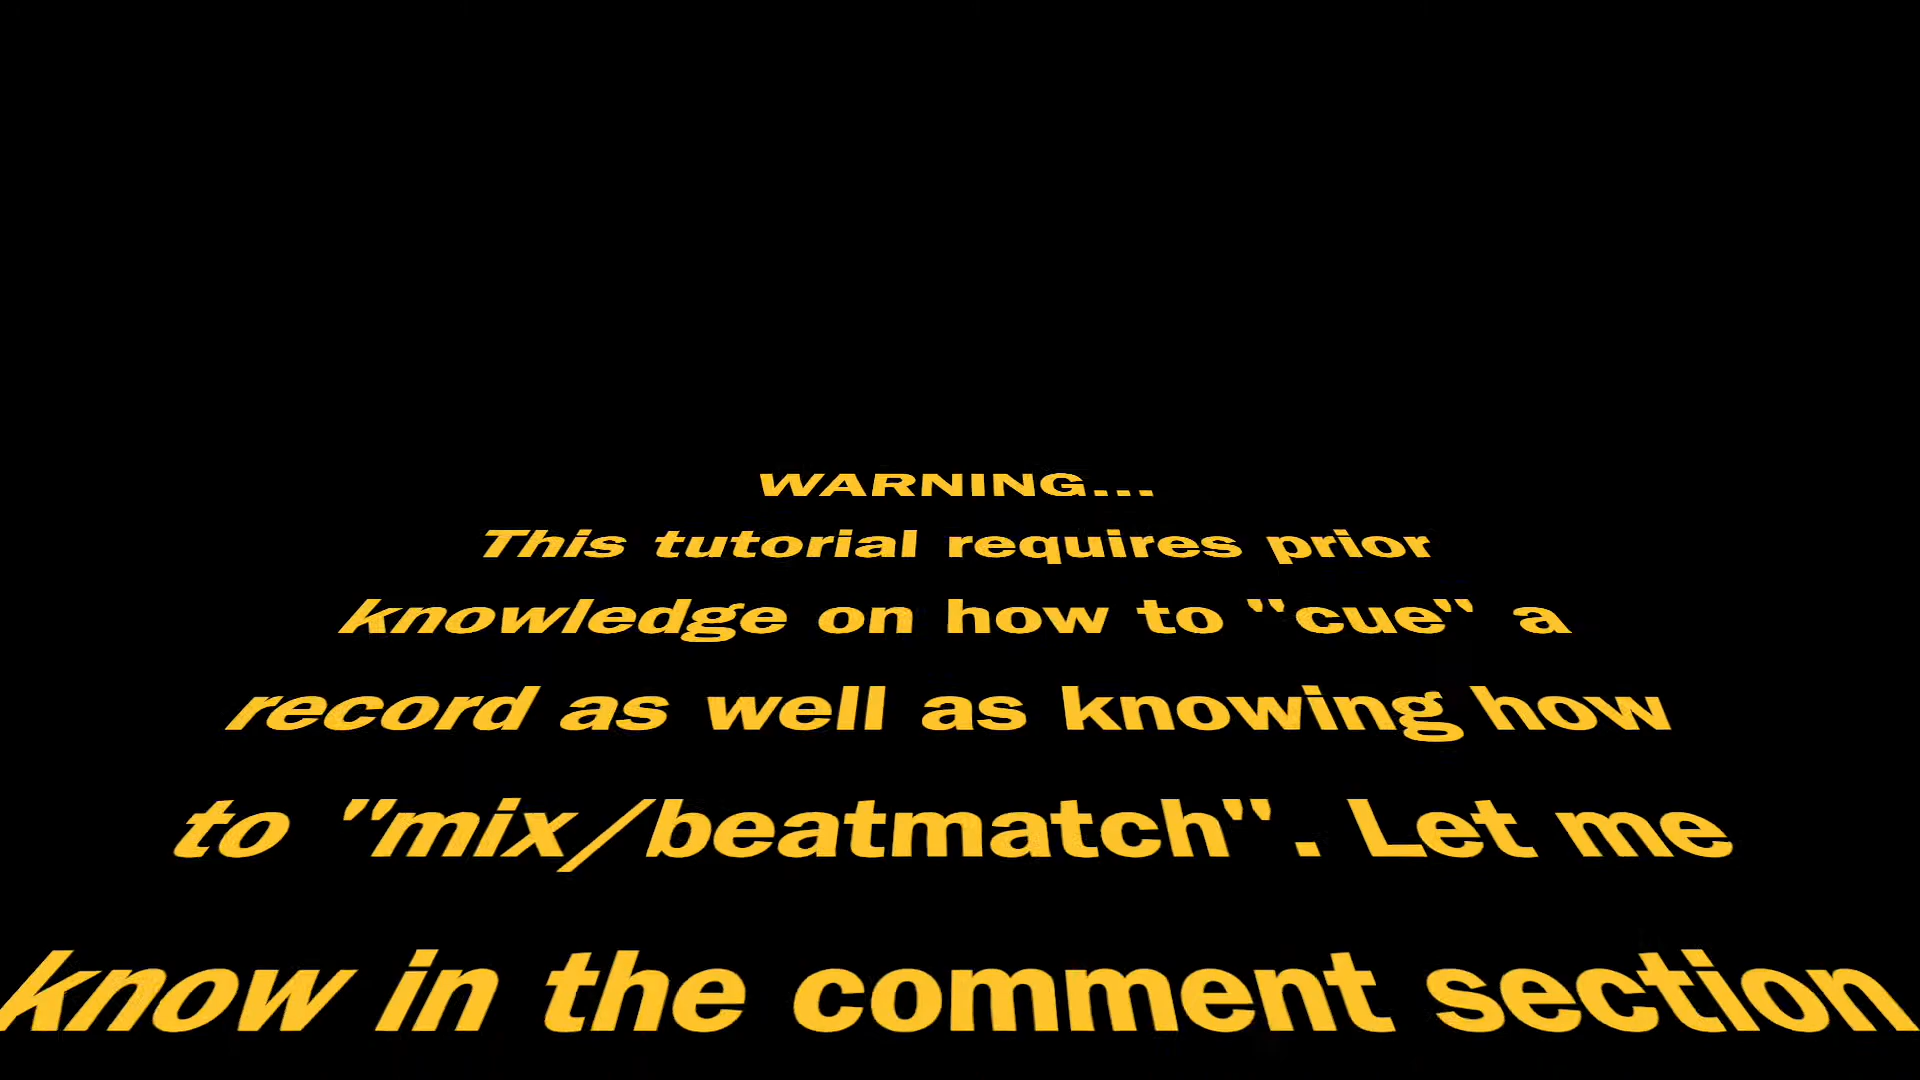 WARNING...
This tutorial requires prior
knowledge on how to "cue" a
record as well as knowing how
to "mix/beatmatch". Let me
know in the comment section